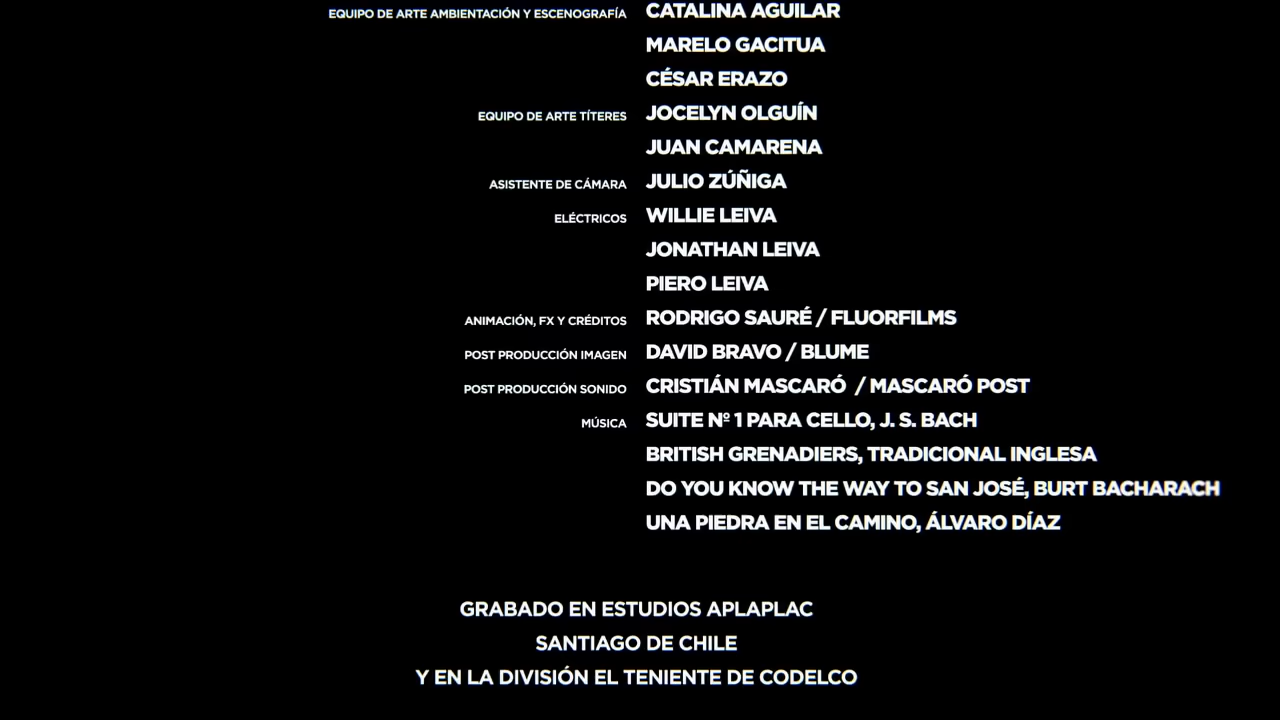 EQUIPO DE ARTE AMBIENTACIÓN Y ESCENOGRAFÍA CATALINA AGUILAR
MARELO GACITUA
CÉSAR ERAZO
EQUIPO DE ARTE TÍTERES JOCELYN OLGUÍN
JUAN CAMARENA
ASISTENTE DE CÁMARA JULIO ZÚÑIGA
ELÉCTRICOS WILLIE LEIVA
JONATHAN LEIVA
PIERO LEIVA
ANIMACIÓN, FX Y CRÉDITOS RODRIGO SAURÉ / FLUORFILMS
POST PRODUCCIÓN IMAGEN DAVID BRAVO / BLUME
POST PRODUCCIÓN SONIDO CRISTIÁN MASCARÓ / MASCARÓ POST
MÚSICA SUITE Nº 1 PARA CELLO, J. S. BACH
BRITISH GRENADIERS, TRADICIONAL INGLESA
DO YOU KNOW THE WAY TO SAN JOSÉ, BURT BACHARACH
UNA PIEDRA EN EL CAMINO, ÁLVARO DÍAZ
GRABADO EN ESTUDIOS APLAPLAC
SANTIAGO DE CHILE
Y EN LA DIVISIÓN EL TENIENTE DE CODELCO